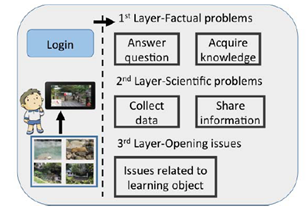 Login
1st Layer-Factual problems
Answer
question
Acquire
knowledge
2nd Layer-Scientific problems
Collect
data
Share
information
3rd Layer-Opening issues
Issues related to
learning object